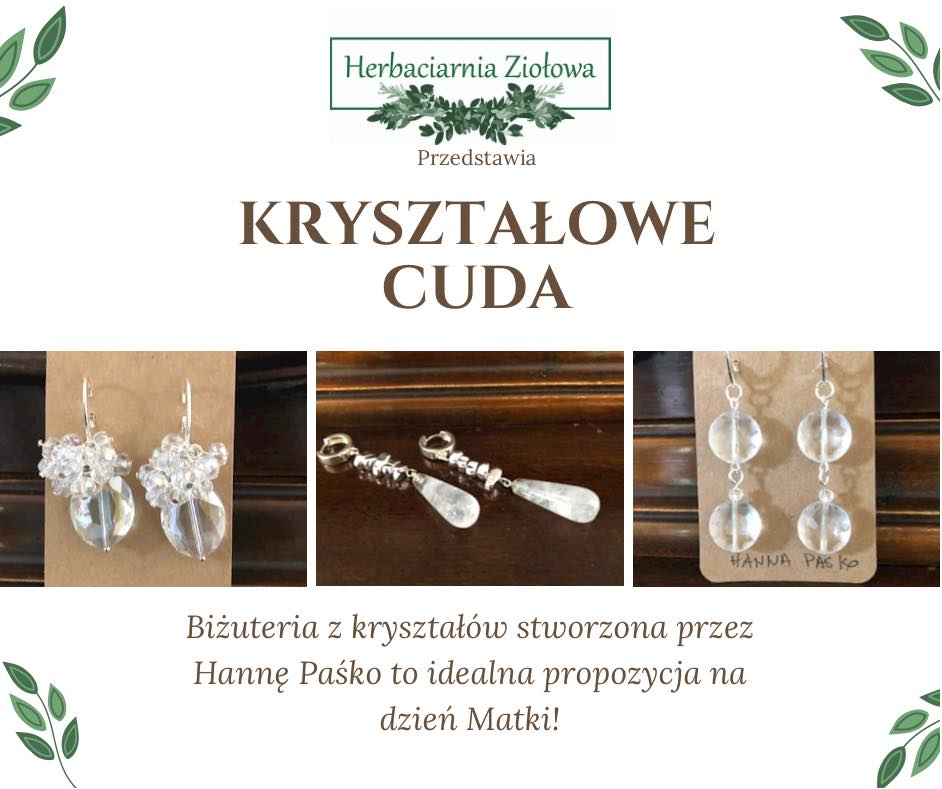 Herbaciarnia Ziołowa
Przedstawia
KRYSZTAŁOWE
CUDA
HANNA PAŚKO
Biżuteria z kryształów stworzona przez
Hannę Paśko to idealna propozycja na
dzień Matki!